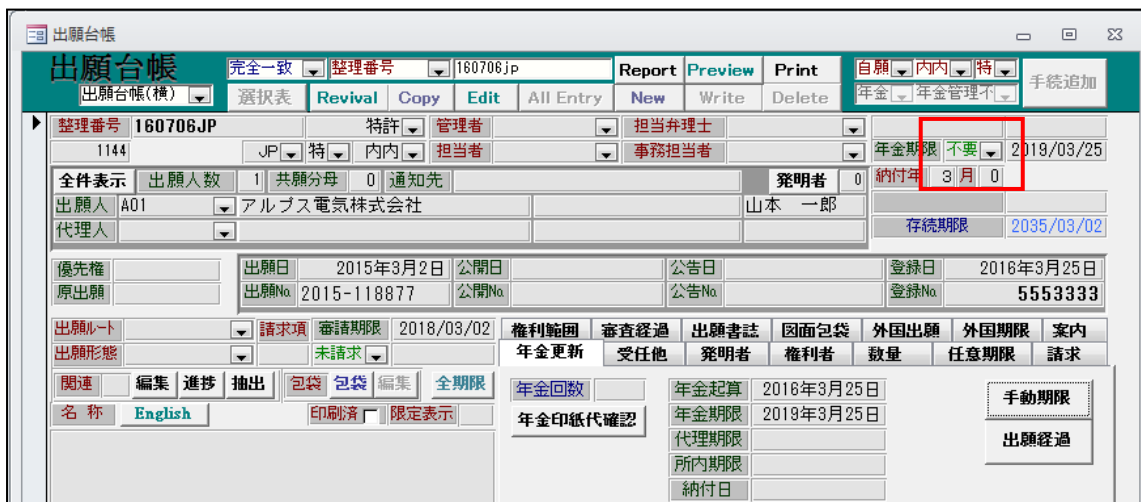 出願台帳
出願台帳 完全一致 整理番号 160706jp Report Preview Print 自願 内内 特 手続追加
出願台帳(横) 選択表 Revival Copy Edit All Entry New Write Delete 年金 年金管理不
整理番号 160706JP 特許 管理者 担当弁理士
1144 JP 特 内内 担当者 事務担当者 年金期限 不要 2019/03/25
全件表示 出願人数 1 共願分母 0 通知先 発明者 0 納付年 3 月 0
出願人 A01 アルプス電気株式会社 山本 一郎
代理人 存続期限 2035/03/02
優先権 出願日 2015年3月2日 公開日 公告日 登録日 2016年3月25日
原出願 出願No. 2015-118877 公開No. 公告No. 登録No. 5553333
出願ルート 請求項 審請期限 2018/03/02 権利範囲 審査経過 出願書誌 図面包袋 外国出願 外国期限 案内
出願形態 未請求 年金更新 受任他 発明者 権利者 数量 任意期限 請求
関連 編集 進捗 抽出 包袋 包袋 編集 全期限 年金回数 年金起算 2016年3月25日 手動期限
名 称 English 印刷済 限定表示 年金印紙代確認 年金期限 2019年3月25日
代理期限 出願経過
所内期限
納付日